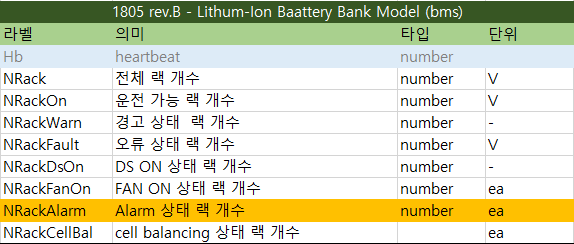 1805 rev.B - Lithum-Ion Baattery Bank Model (bms)
라벨 의미 타입 단위
Hb heartbeat number
NRack 전체 랙 개수 number V
NRackOn 운전 가능 랙 개수 number V
NRackWarn 경고 상태 랙 개수 number -
NRackFault 오류 상태 랙 개수 number V
NRackDsOn DS ON 상태 랙 개수 number -
NRackFanOn FAN ON 상태 랙 개수 number ea
NRackAlarm Alarm 상태 랙 개수 number ea
NRackCellBal cell balancing 상태 랙 개수 ea